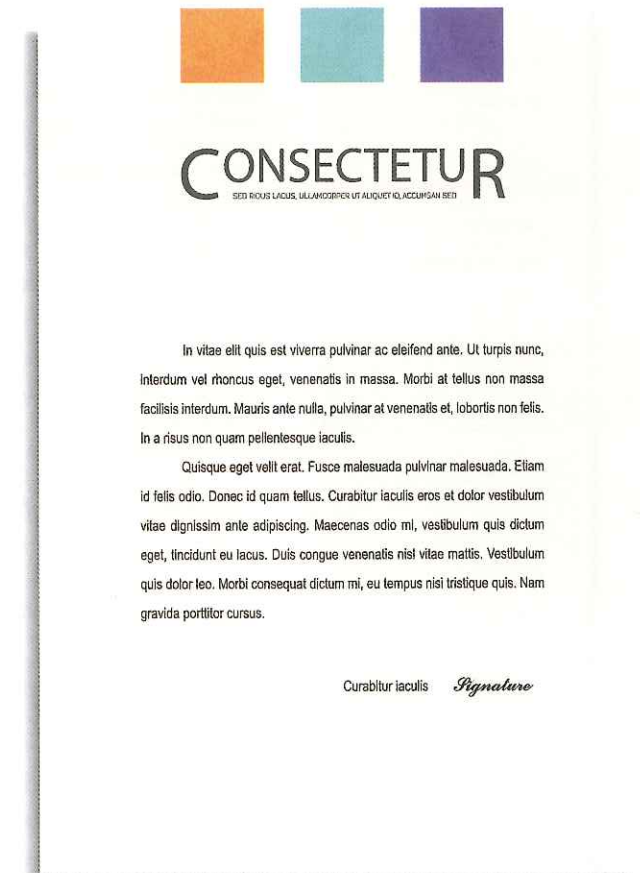 CONSECTETUR
SED RICUS LACUS, ULLAMCORPER UT ALIQUET ID, ACCUMSAN SED
In vitae elit quis est viverra pulvinar ac eleifend ante. Ut turpis nunc,
interdum vel rhoncus eget, venenatis in massa. Morbi at tellus non massa
facilisis interdum. Mauris ante nulla, pulvinar at venenatis et, lobortis non felis.
In a risus non quam pellentesque iaculis.
Quisque eget velit erat. Fusce malesuada pulvinar malesuada. Etiam
id felis odio. Donec id quam tellus. Curabitur iaculis eros et dolor vestibulum
vitae dignissim ante adipiscing. Maecenas odio mi, vestibulum quis dictum
eget, tincidunt eu lacus. Duis congue venenatis nisl vitae mattis. Vestibulum
quis dolor leo. Morbi consequat dictum mi, eu tempus nisi tristique quis. Nam
gravida porttitor cursus.
Curabitur iaculis Signature